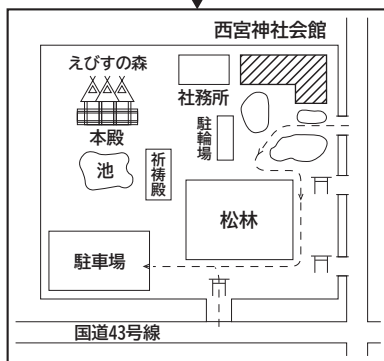 西宮神社会館
えびすの森
社務所
本殿
駐輪場
池
祈祷殿
松林
駐車場
国道43号線